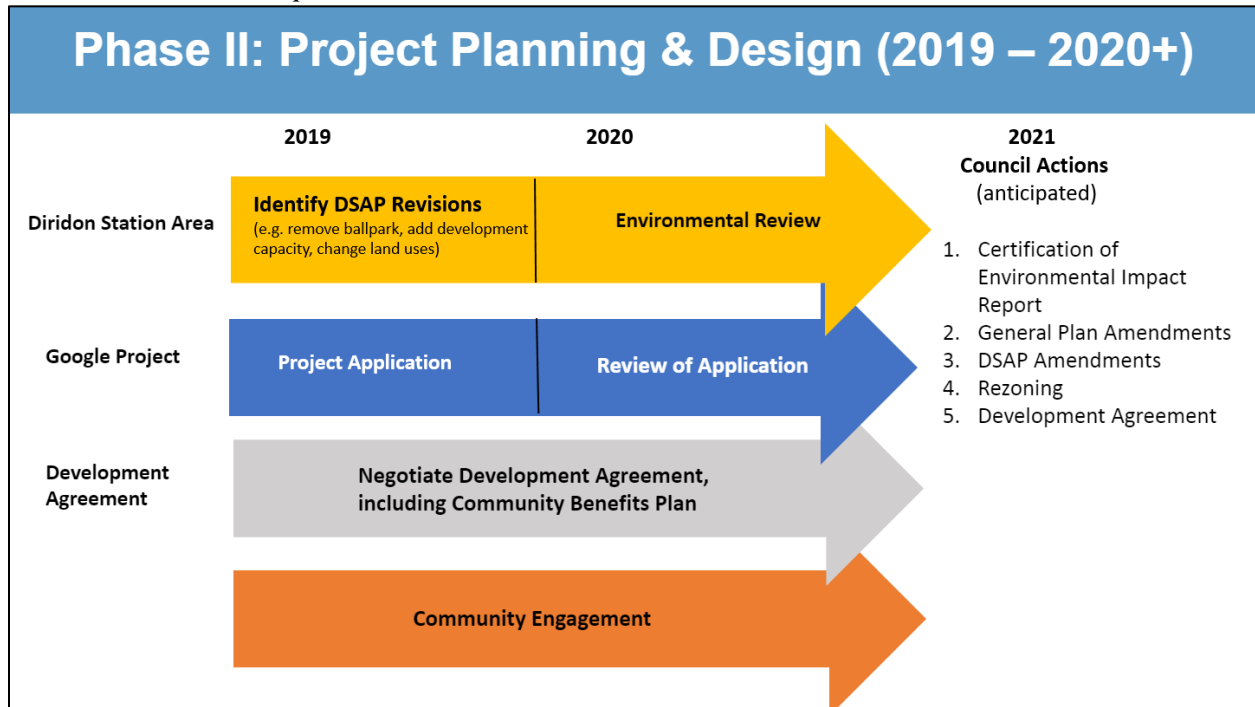 Phase II: Project Planning & Design (2019 – 2020+)
2019
2020
2021
Council Actions
(anticipated)
Diridon Station Area
Identify DSAP Revisions
(e.g. remove ballpark, add development
capacity, change land uses)
Environmental Review
1. Certification of
Environmental Impact
Report
2. General Plan Amendments
3. DSAP Amendments
4. Rezoning
5. Development Agreement
Google Project
Project Application
Review of Application
Development
Agreement
Negotiate Development Agreement,
including Community Benefits Plan
Community Engagement